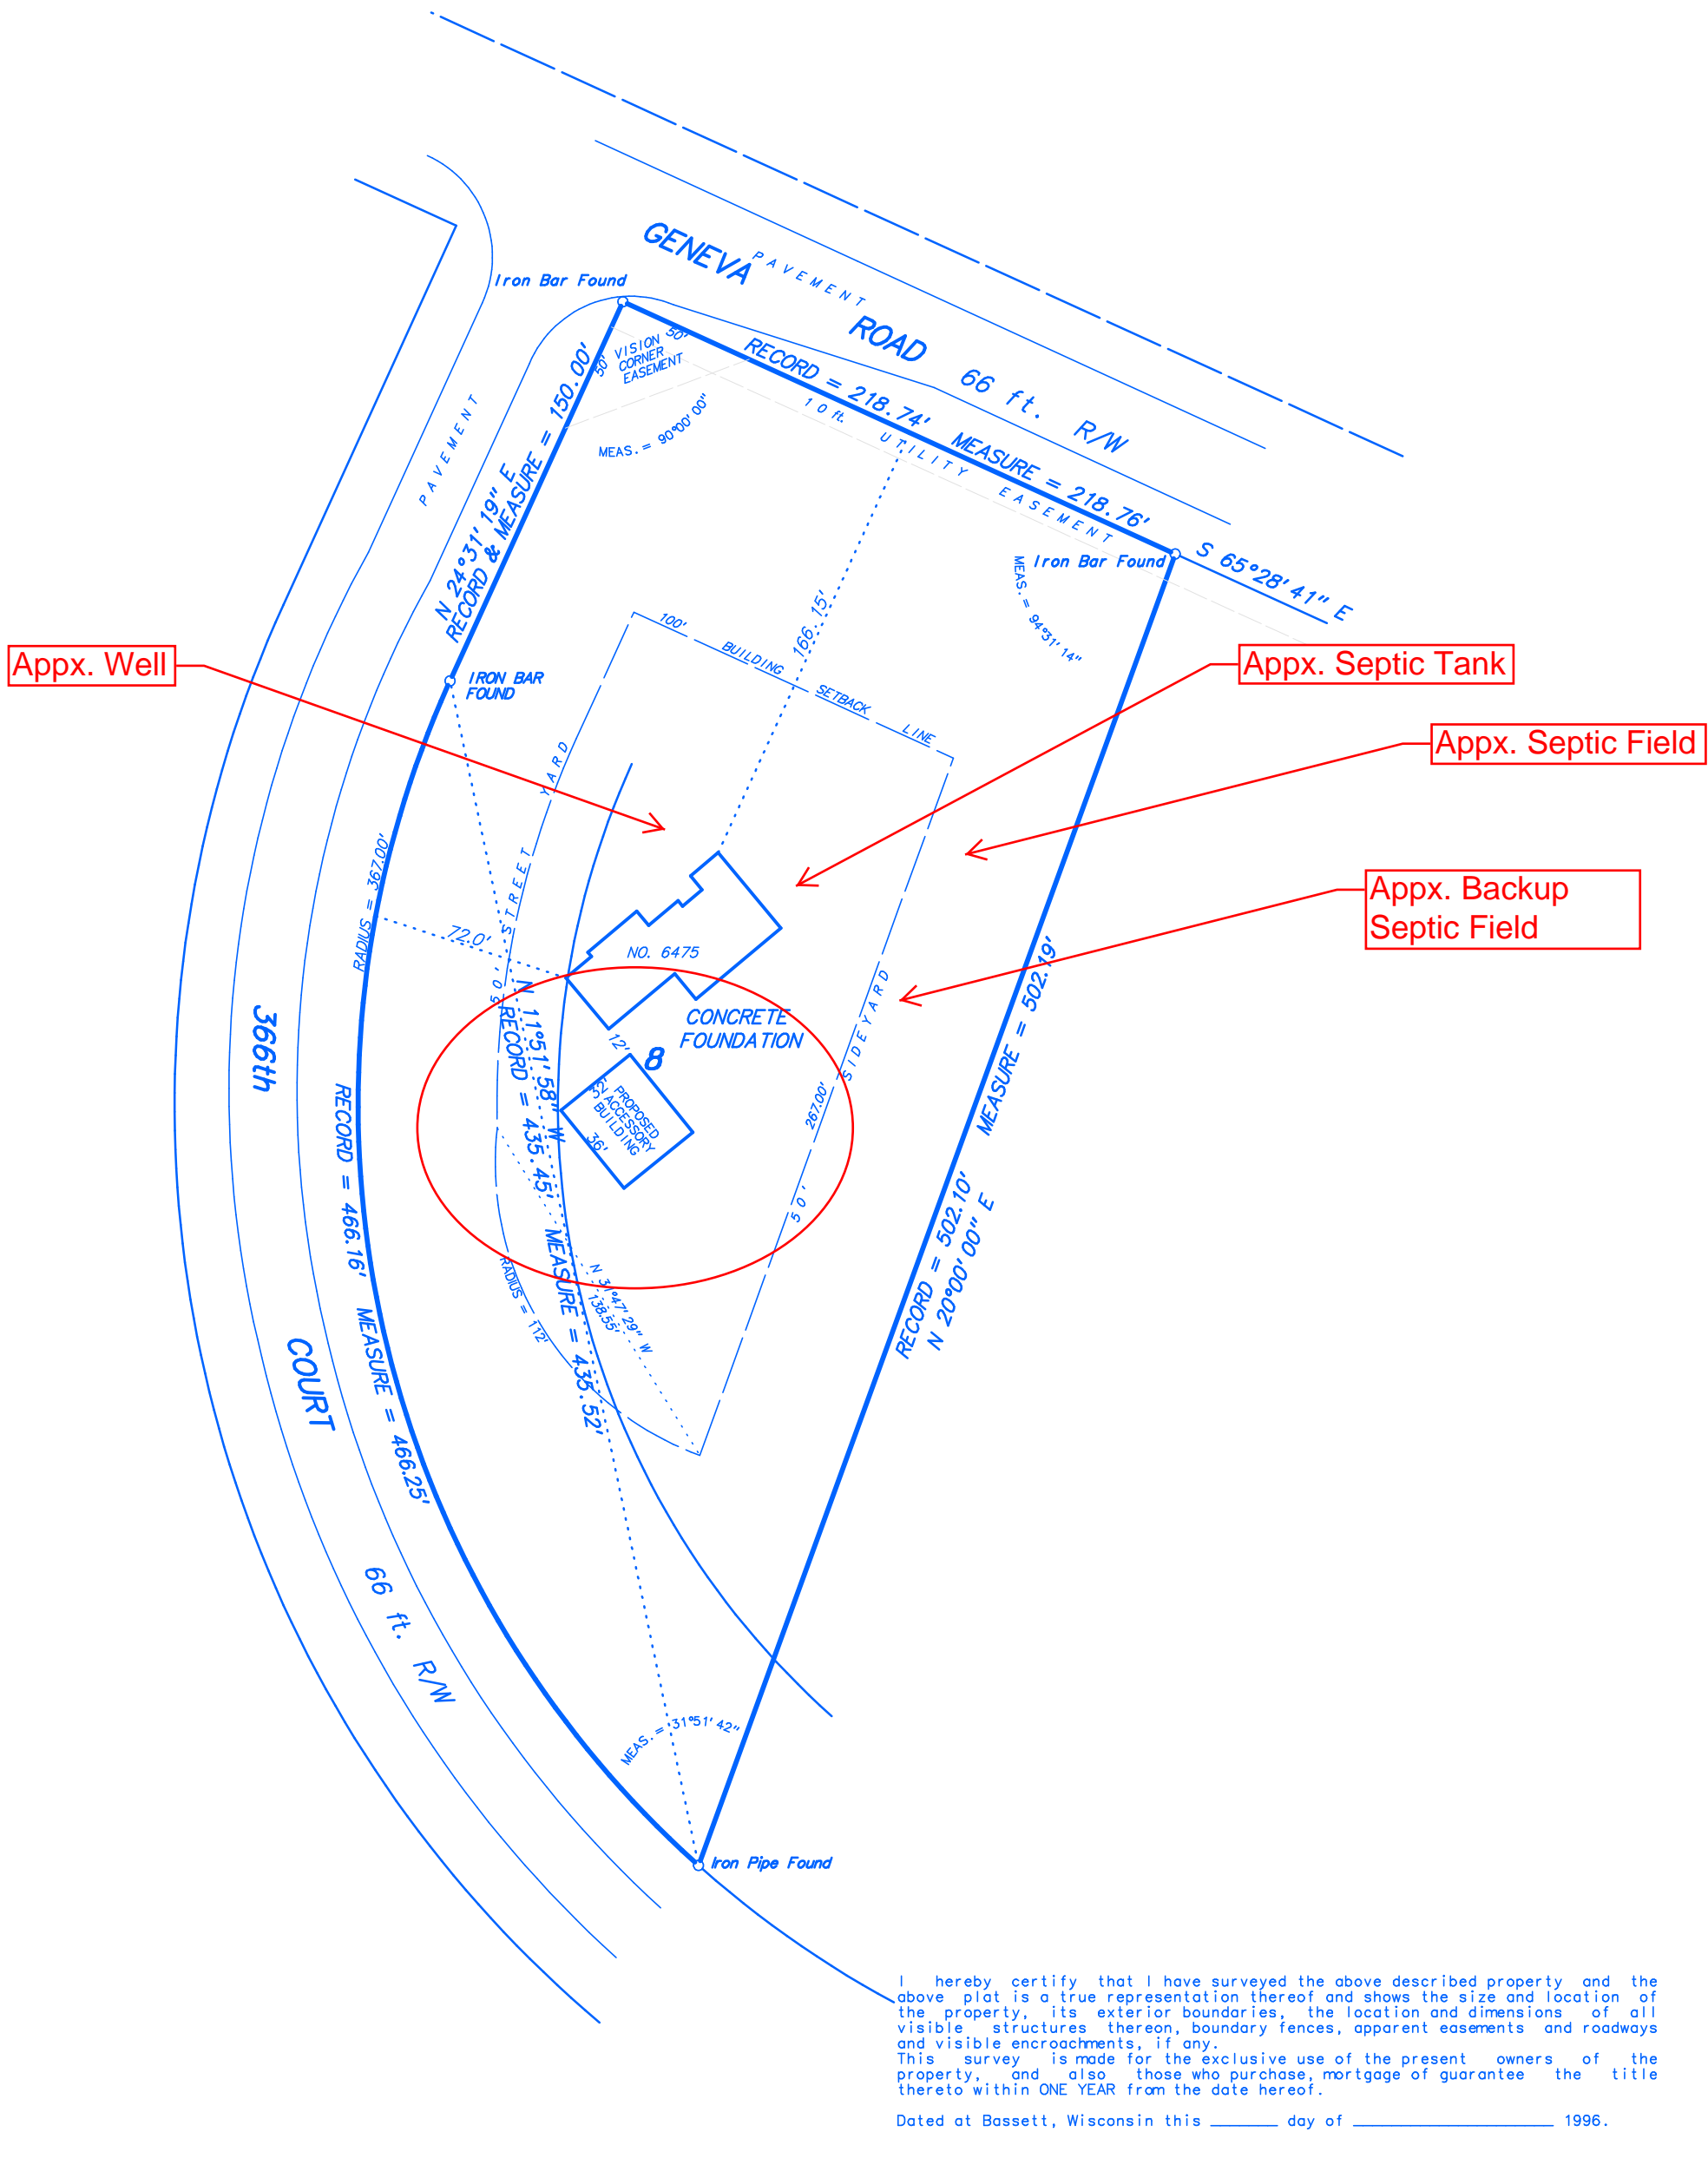 GENEVA
PAVEMENT
Iron Bar Found
ROAD
66 ft. R/W
50'
50'
VISION
CORNER
EASEMENT
RECORD = 218.74' MEASURE = 218.76'
10 ft. UTILITY EASEMENT
MEAS. = 90°00'00"
PAVEMENT
N 24°31'19" E
RECORD & MEASURE = 150.00'
Iron Bar Found
S 65°28'41" E
MEAS. = 94°31'14"
166.15'
100' BUILDING SETBACK LINE
Appx. Well
Appx. Septic Tank
IRON BAR
FOUND
Appx. Septic Field
50' STREET YARD
RADIUS = 367.00'
Appx. Backup
Septic Field
72.0'
NO. 6475
CONCRETE
FOUNDATION
12'
8
32'
PROPOSED
ACCESSORY
BUILDING
36'
50' SIDEYARD
267.00'
MEASURE = 502.19'
RECORD = 502.10'
N 20°00'00" E
N 11°51'58" W
RECORD = 435.45' MEASURE = 435.52'
366th
COURT
66 ft. R/W
RECORD = 466.16' MEASURE = 466.25'
RADIUS = 112'
N 31°47'29" W
138.55'
MEAS. = 31°51'42"
Iron Pipe Found
I hereby certify that I have surveyed the above described property and the
above plat is a true representation thereof and shows the size and location of
the property, its exterior boundaries, the location and dimensions of all
visible structures thereon, boundary fences, apparent easements and roadways
and visible encroachments, if any.
This survey is made for the exclusive use of the present owners of the
property, and also those who purchase, mortgage of guarantee the title
thereto within ONE YEAR from the date hereof.
Dated at Bassett, Wisconsin this ______ day of __________________ 1996.